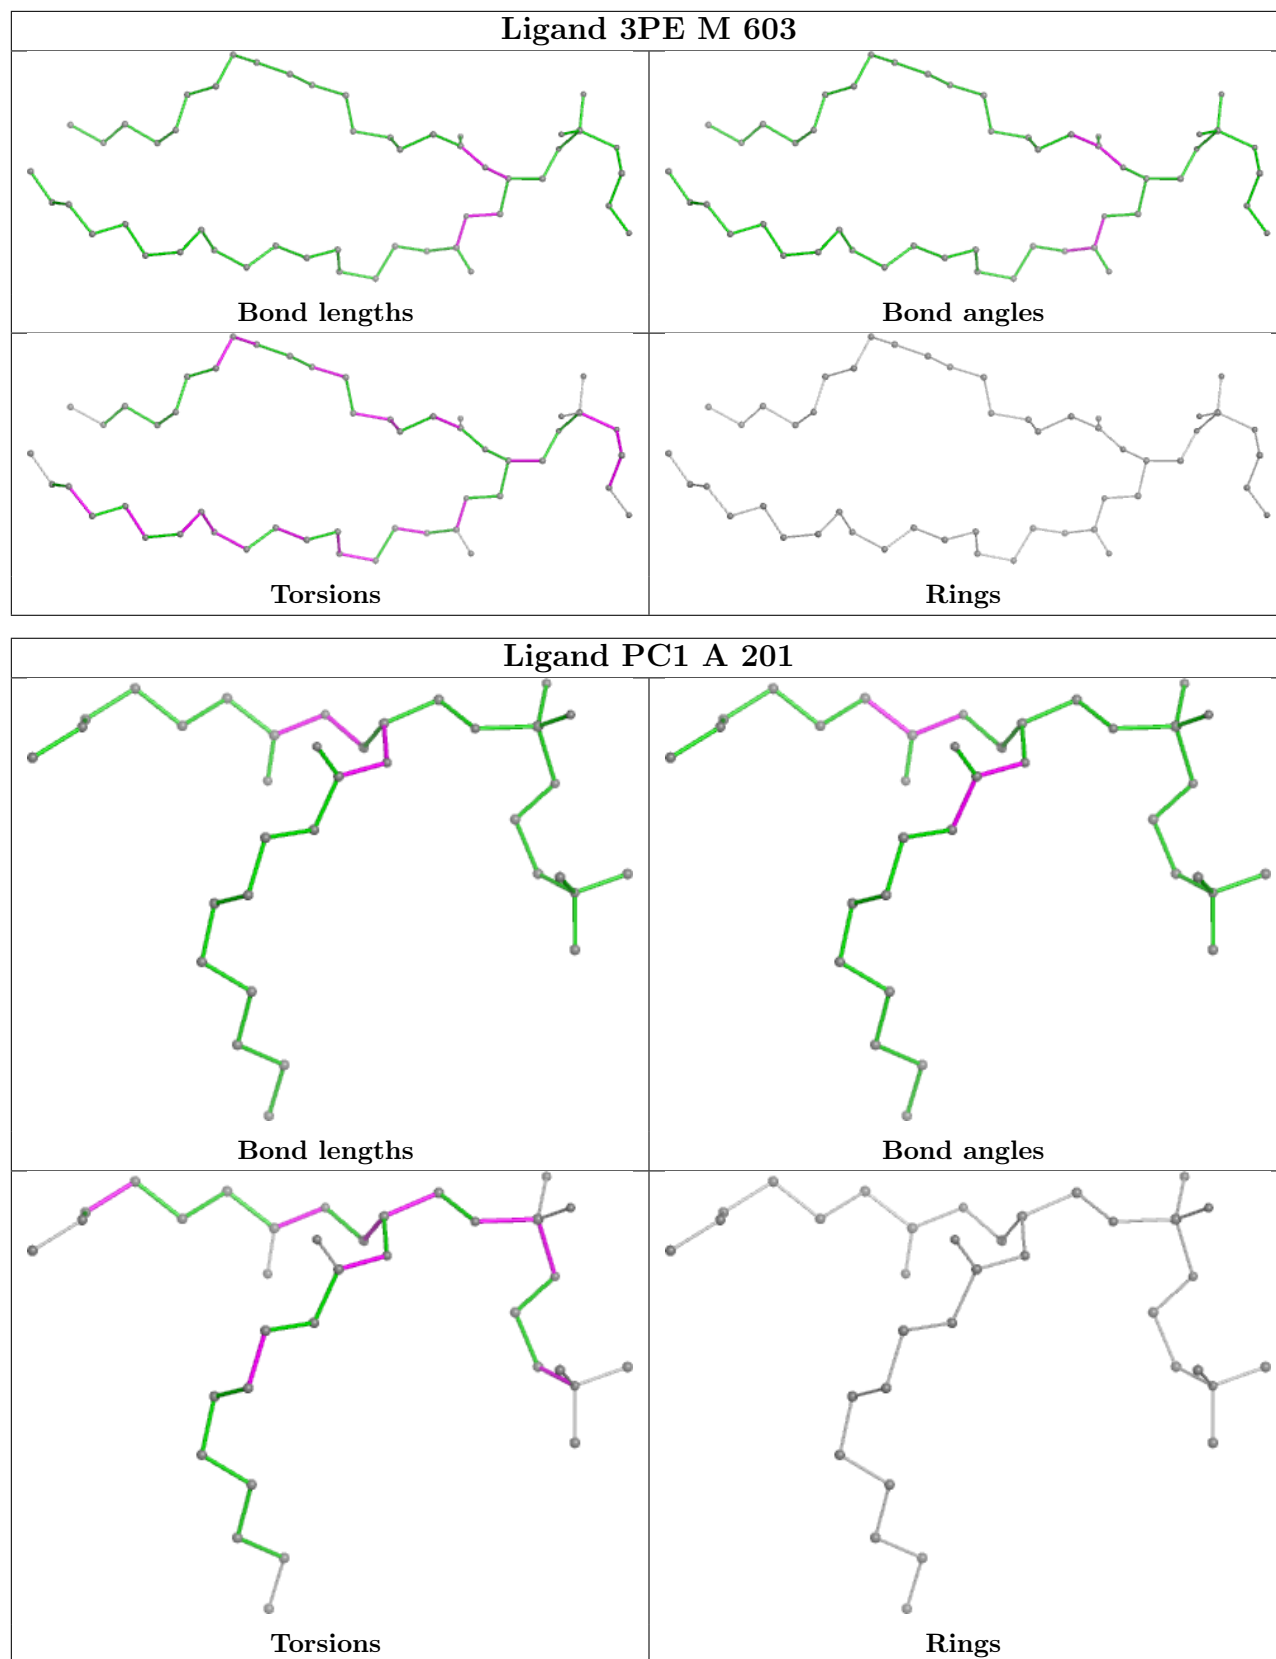 Ligand 3PE M 603
Bond lengths
Bond angles
Torsions
Rings
Ligand PC1 A 201
Bond lengths
Bond angles
Torsions
Rings